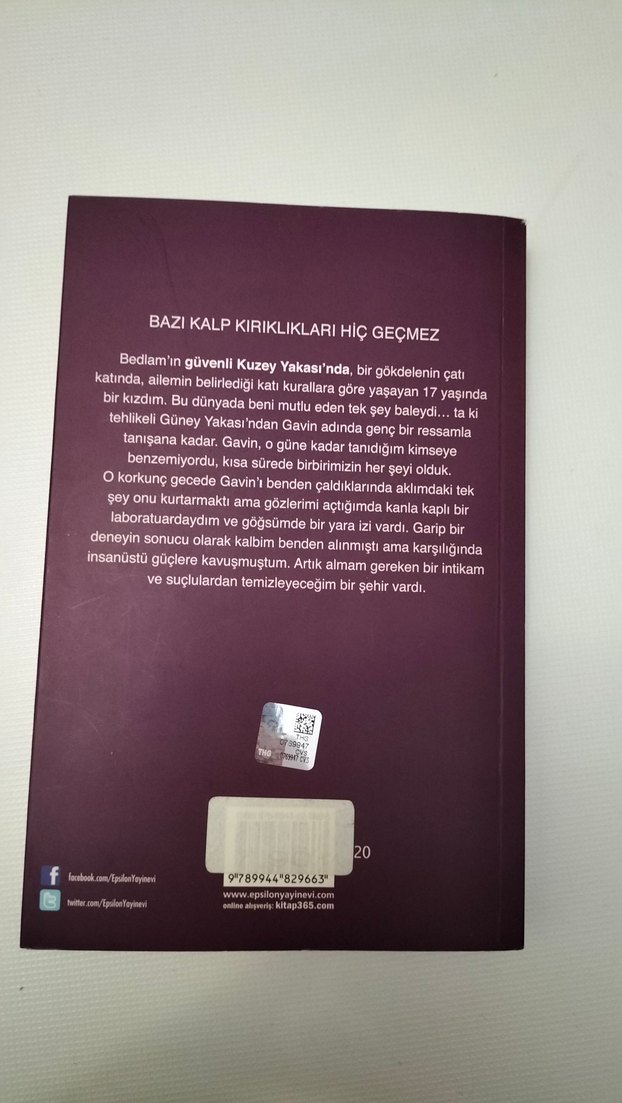 BAZI KALP KIRIKLIKLARI HİÇ GEÇMEZ
Bedlam'ın güvenli Kuzey Yakası'nda, bir gökdelenin çatı
katında, ailemin belirlediği katı kurallara göre yaşayan 17 yaşında
bir kızdım. Bu dünyada beni mutlu eden tek şey baleydi... ta ki
tehlikeli Güney Yakası'ndan Gavin adında genç bir ressamla
tanışana kadar. Gavin, o güne kadar tanıdığım kimseye
benzemiyordu, kısa sürede birbirimizin her şeyi olduk.
O korkunç gecede Gavin'ı benden çaldıklarında aklımdaki tek
şey onu kurtarmaktı ama gözlerimi açtığımda kanla kaplı bir
laboratuardaydım ve göğsümde bir yara izi vardı. Garip bir
deneyin sonucu olarak kalbim benden alınmıştı ama karşılığında
insanüstü güçlere kavuşmuştum. Artık almam gereken bir intikam
ve suçlulardan temizleyeceğim bir şehir vardı.
THG
0789947
CVS
THG
0789947 CVS
20
9"789944"829663"
www.epsilonyayinevi.com
online alışveriş: kitap365.com
facebook.com/EpsilonYayinevi
twitter.com/EpsilonYayinevi